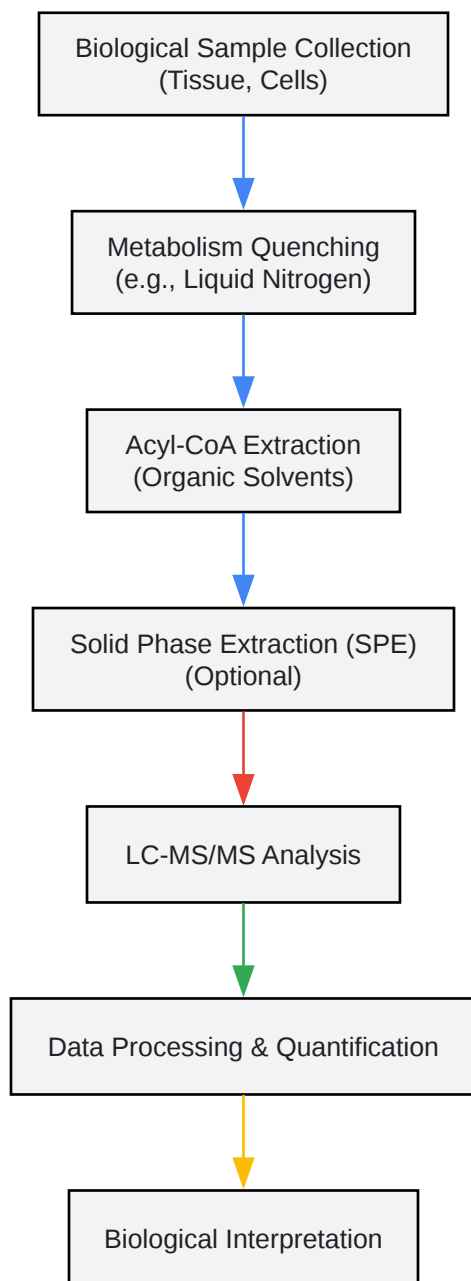 Biological Sample Collection
(Tissue, Cells)
Metabolism Quenching
(e.g., Liquid Nitrogen)
Acyl-CoA Extraction
(Organic Solvents)
Solid Phase Extraction (SPE)
(Optional)
LC-MS/MS Analysis
Data Processing & Quantification
Biological Interpretation